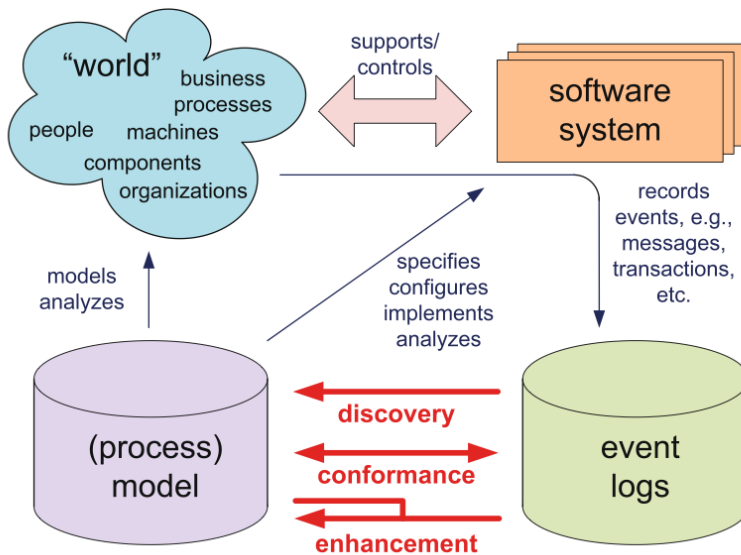 “world”
business
processes
people
machines
components
organizations
supports/
controls
software
system
models
analyzes
specifies
configures
implements
analyzes
records
events, e.g.,
messages,
transactions,
etc.
(process)
model
discovery
conformance
enhancement
event
logs